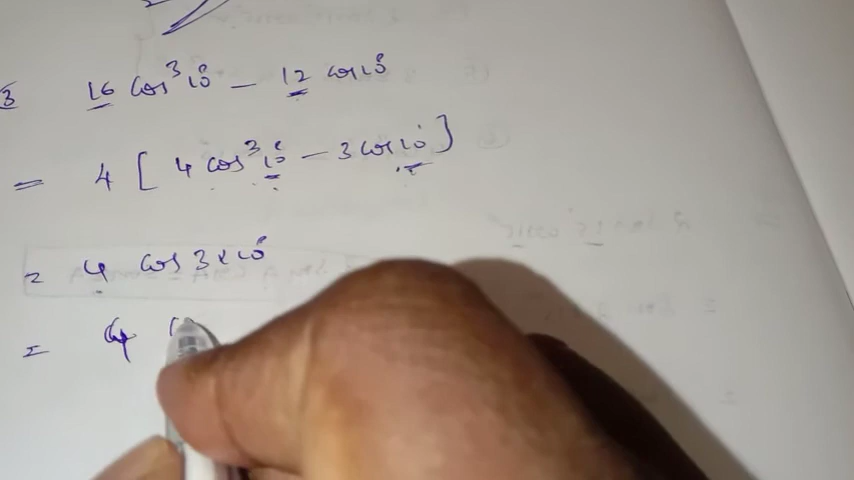 3 16 cos³10° – 12 cos10°
= 4 [ 4 cos³10° – 3 cos10° ]
= 4 cos 3×10°
= 4